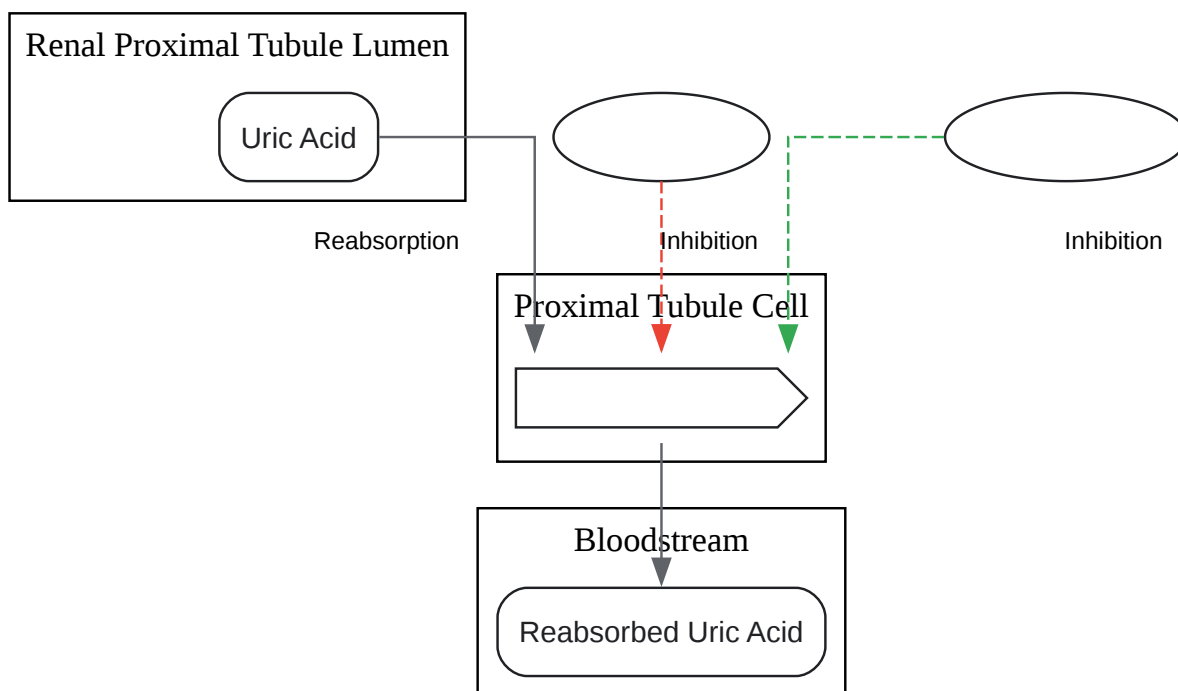 Renal Proximal Tubule Lumen
Uric Acid
Reabsorption
Inhibition
Inhibition
Proximal Tubule Cell
Bloodstream
Reabsorbed Uric Acid